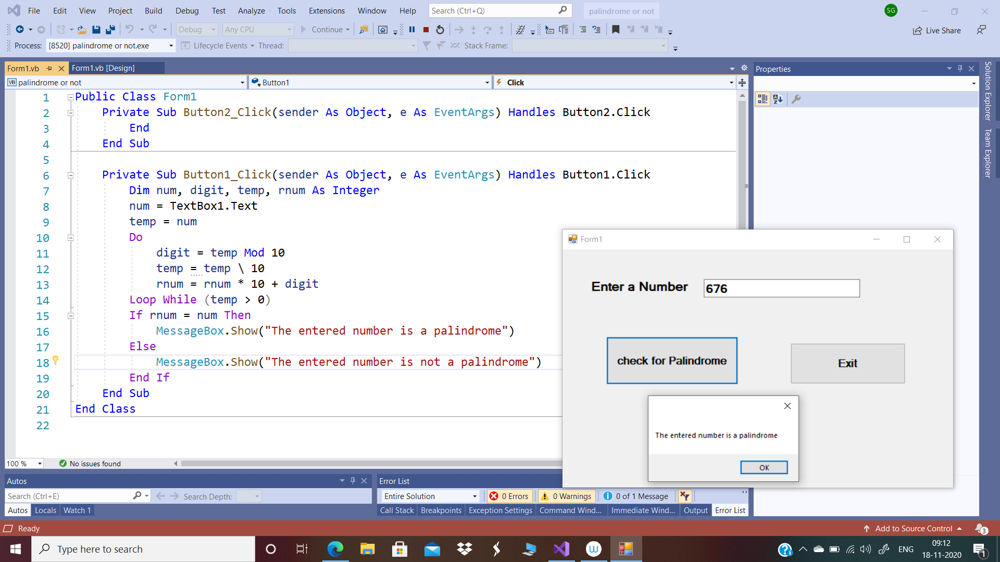 File Edit View Project Build Debug Test Analyze Tools Extensions Window Help Search (Ctrl+Q) palindrome or not SG
Debug Any CPU Continue Live Share
Process: [8520] palindrome or not.exe Lifecycle Events Thread: Stack Frame:
Form1.vb Form1.vb [Design]
VB palindrome or not Button1 Click
1 Public Class Form1
2 Private Sub Button2_Click(sender As Object, e As EventArgs) Handles Button2.Click
3 End
4 End Sub
5
6 Private Sub Button1_Click(sender As Object, e As EventArgs) Handles Button1.Click
7 Dim num, digit, temp, rnum As Integer
8 num = TextBox1.Text
9 temp = num
10 Do
11 digit = temp Mod 10
12 temp = temp \ 10
13 rnum = rnum * 10 + digit
14 Loop While (temp > 0)
15 If rnum = num Then
16 MessageBox.Show("The entered number is a palindrome")
17 Else
18 MessageBox.Show("The entered number is not a palindrome")
19 End If
20 End Sub
21 End Class
22
100 % No issues found
Properties
Solution Explorer
Team Explorer
Form1
Enter a Number 676
check for Palindrome Exit
The entered number is a palindrome
OK
Autos
Search (Ctrl+E) Search Depth:
Autos Locals Watch 1
Error List
Entire Solution 0 Errors 0 Warnings 0 of 1 Message
Call Stack Breakpoints Exception Settings Command Wind... Immediate Wind... Output Error List
Ready Add to Source Control 3
Type here to search ENG 09:12
18-11-2020 1